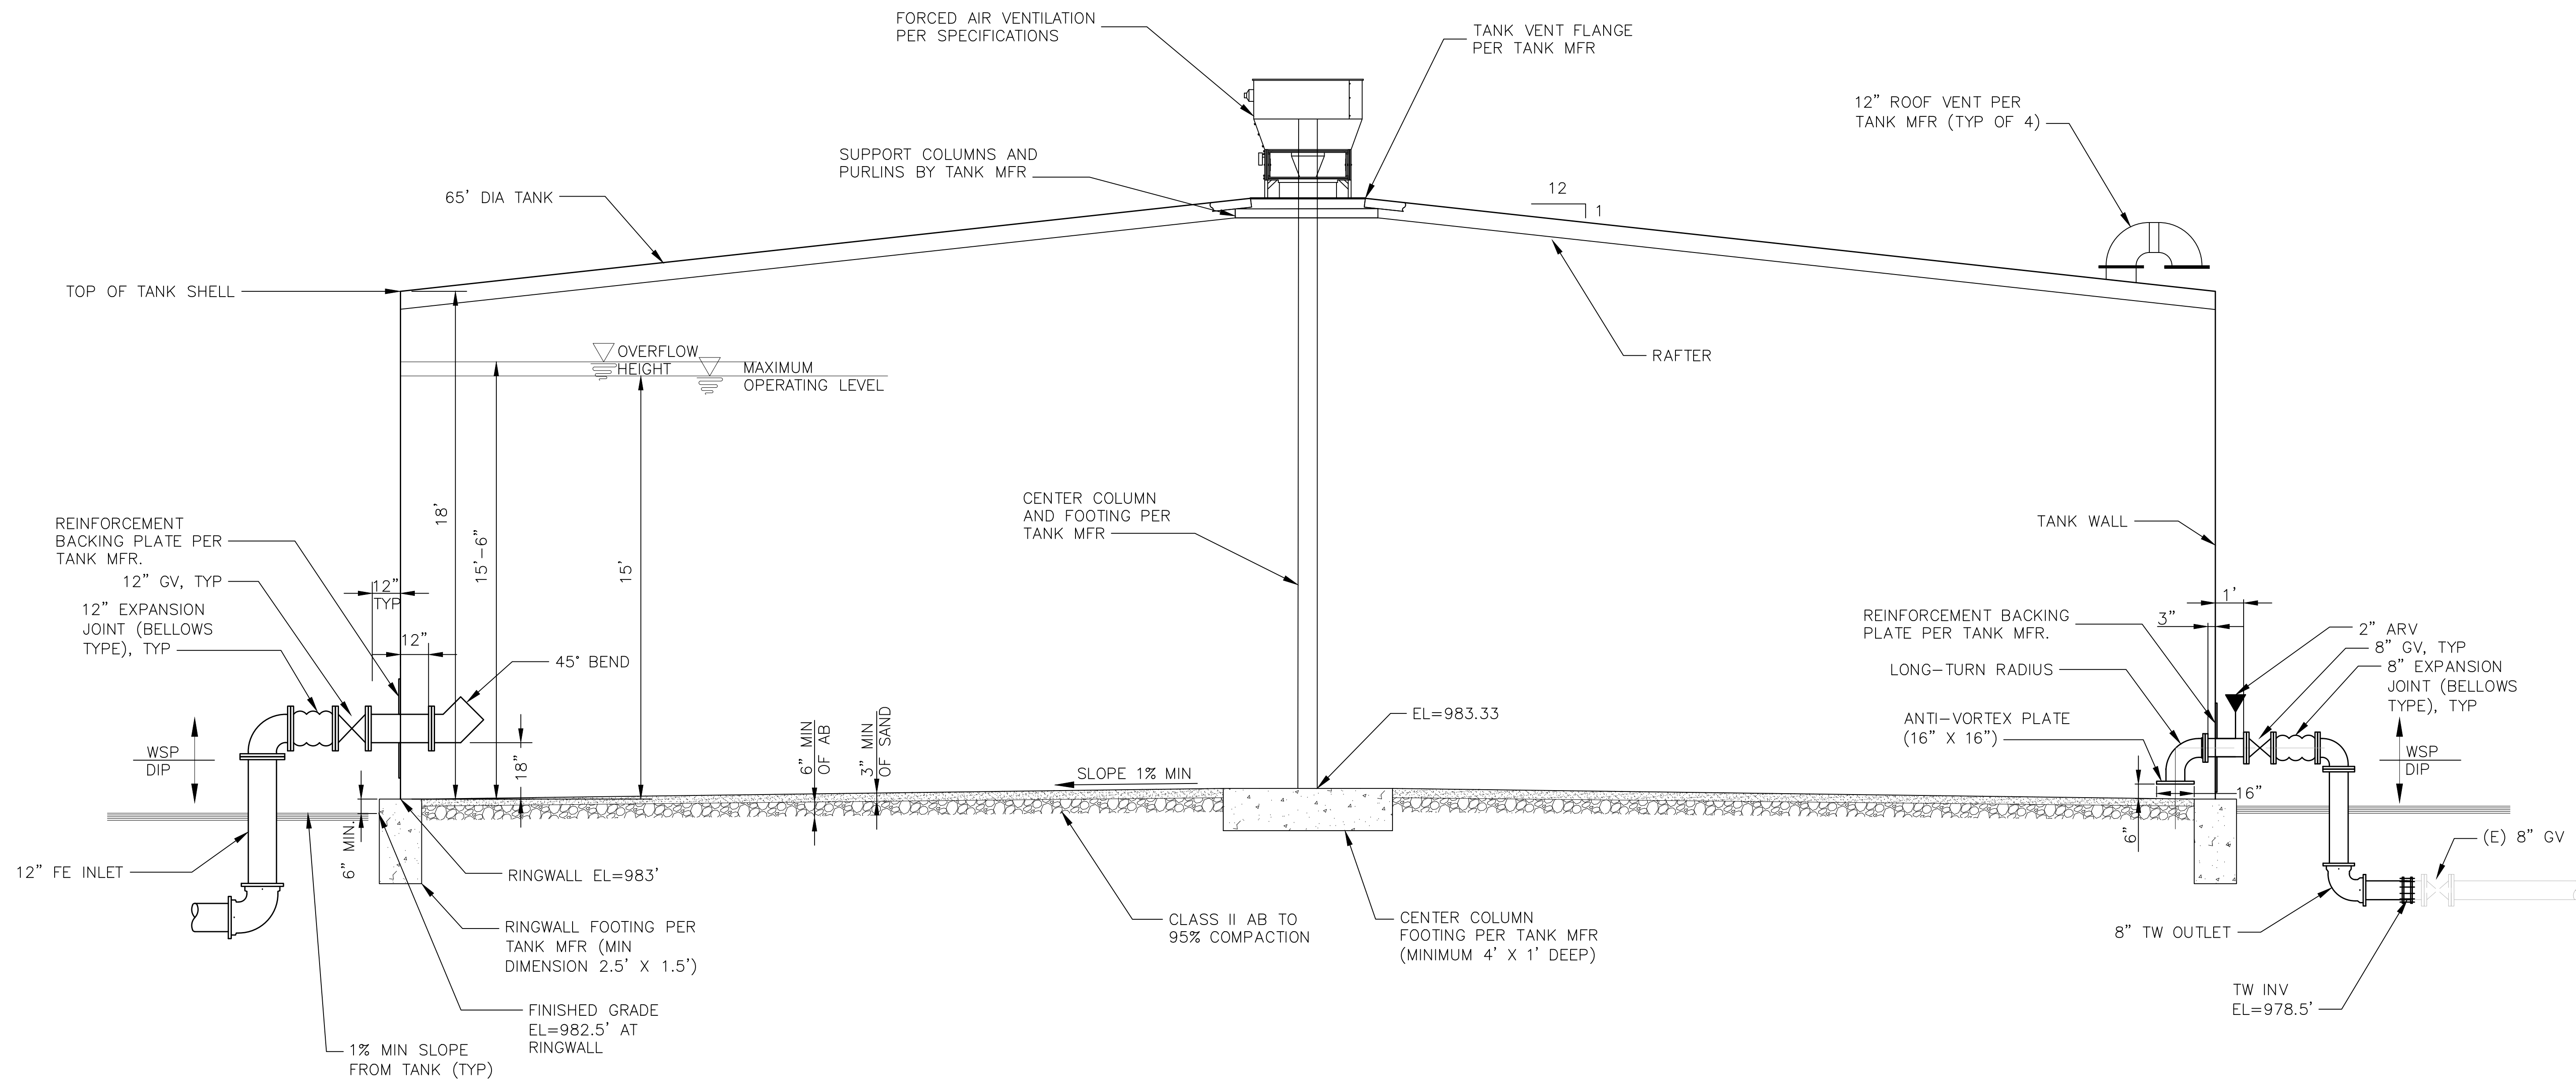 FORCED AIR VENTILATION
PER SPECIFICATIONS
TANK VENT FLANGE
PER TANK MFR
12" ROOF VENT PER
TANK MFR (TYP OF 4)
SUPPORT COLUMNS AND
PURLINS BY TANK MFR
65' DIA TANK
12
1
TOP OF TANK SHELL
OVERFLOW
HEIGHT
MAXIMUM
OPERATING LEVEL
RAFTER
18'
15'-6"
15'
CENTER COLUMN
AND FOOTING PER
TANK MFR
TANK WALL
REINFORCEMENT
BACKING PLATE PER
TANK MFR.
12" GV, TYP
12" EXPANSION
JOINT (BELLOWS
TYPE), TYP
12"
TYP
12"
45° BEND
18"
WSP
DIP
6" MIN
OF AB
3" MIN
OF SAND
SLOPE 1% MIN
EL=983.33
REINFORCEMENT BACKING
PLATE PER TANK MFR.
LONG-TURN RADIUS
ANTI-VORTEX PLATE
(16" X 16")
3"
1'
2" ARV
8" GV, TYP
8" EXPANSION
JOINT (BELLOWS
TYPE), TYP
WSP
DIP
16"
6"
(E) 8" GV
12" FE INLET
6" MIN.
RINGWALL EL=983'
RINGWALL FOOTING PER
TANK MFR (MIN
DIMENSION 2.5' X 1.5')
FINISHED GRADE
EL=982.5' AT
RINGWALL
1% MIN SLOPE
FROM TANK (TYP)
CLASS II AB TO
95% COMPACTION
CENTER COLUMN
FOOTING PER TANK MFR
(MINIMUM 4' X 1' DEEP)
8" TW OUTLET
TW INV
EL=978.5'